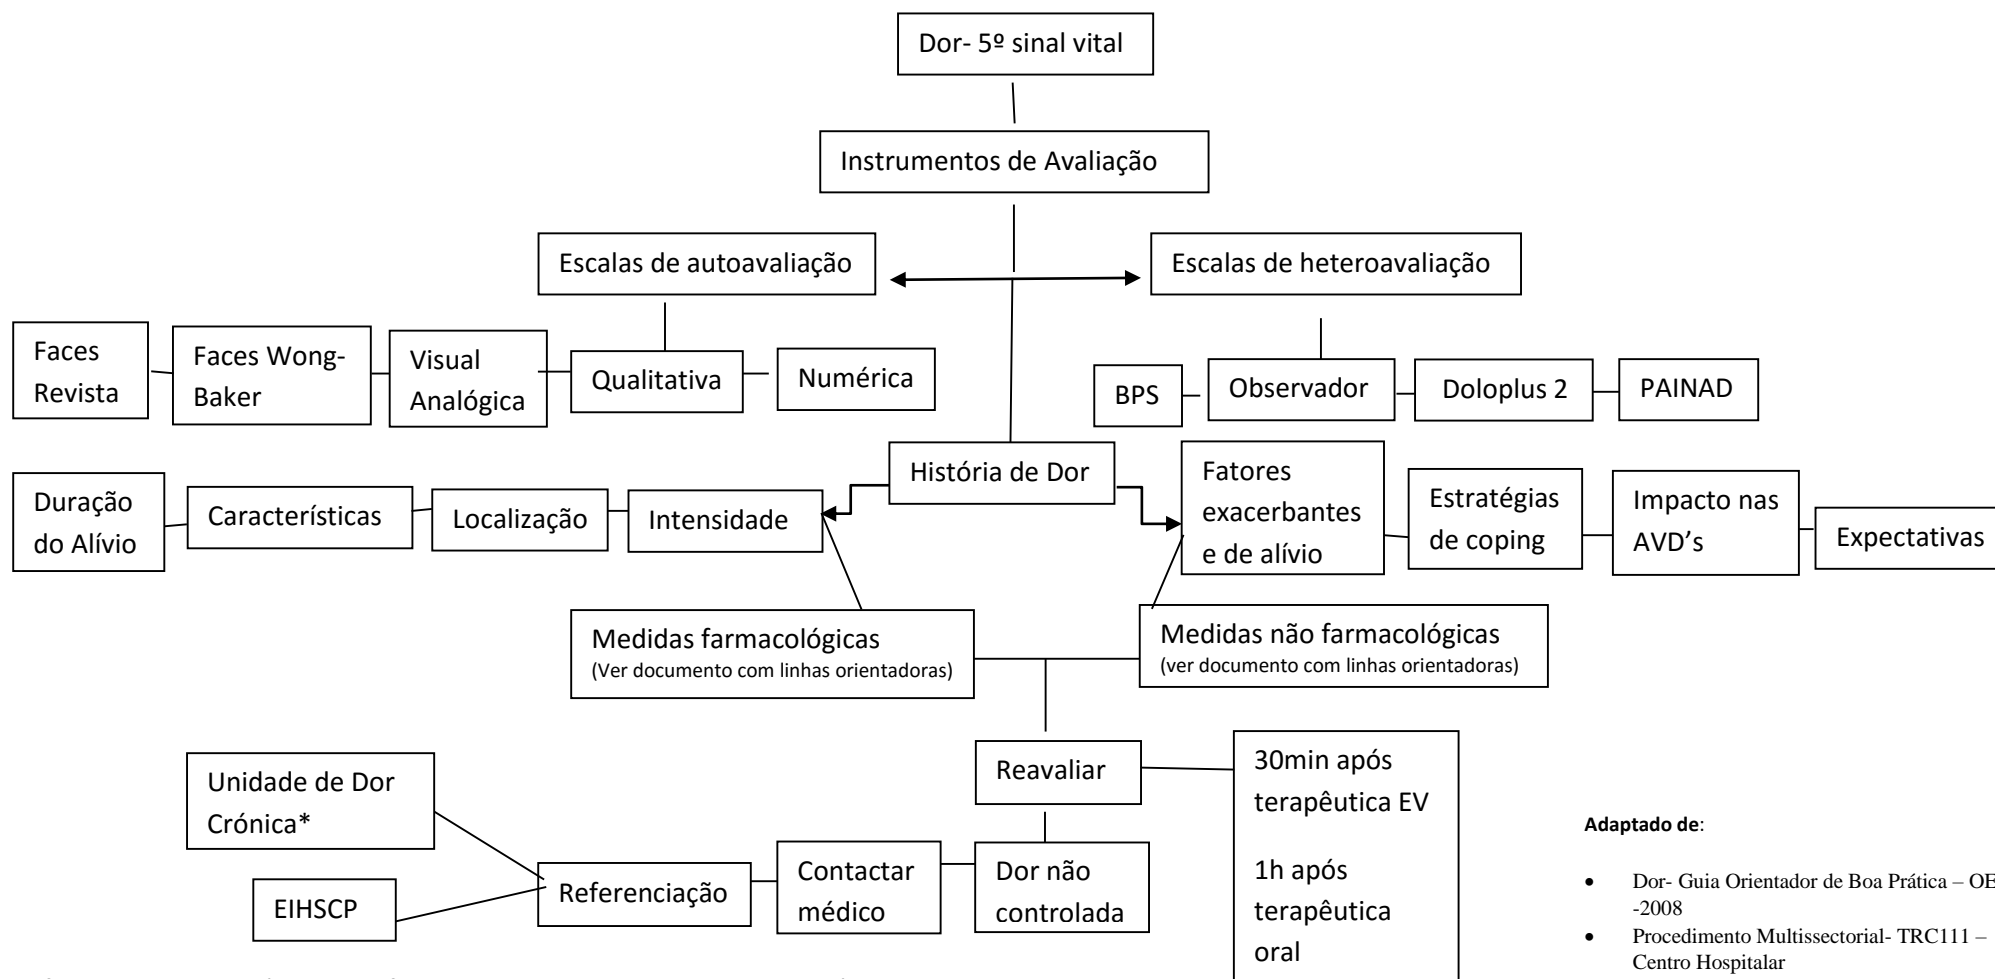 Dor- 5º sinal vital
Instrumentos de Avaliação
Escalas de autoavaliação
Escalas de heteroavaliação
Faces
Revista
Faces Wong-
Baker
Visual
Analógica
Qualitativa
Numérica
BPS
Observador
Doloplus 2
PAINAD
História de Dor
Duração
do Alívio
Características
Localização
Intensidade
Fatores
exacerbantes
e de alívio
Estratégias
de coping
Impacto nas
AVD’s
Expectativas
Medidas farmacológicas
(Ver documento com linhas orientadoras)
Medidas não farmacológicas
(ver documento com linhas orientadoras)
Reavaliar
30min após
terapêutica EV
1h após
terapêutica
oral
Unidade de Dor
Crónica*
EIHSCP
Referenciação
Contactar
médico
Dor não
controlada
Adaptado de:
• Dor- Guia Orientador de Boa Prática – OE
-2008
• Procedimento Multissectorial- TRC111 –
Centro Hospitalar